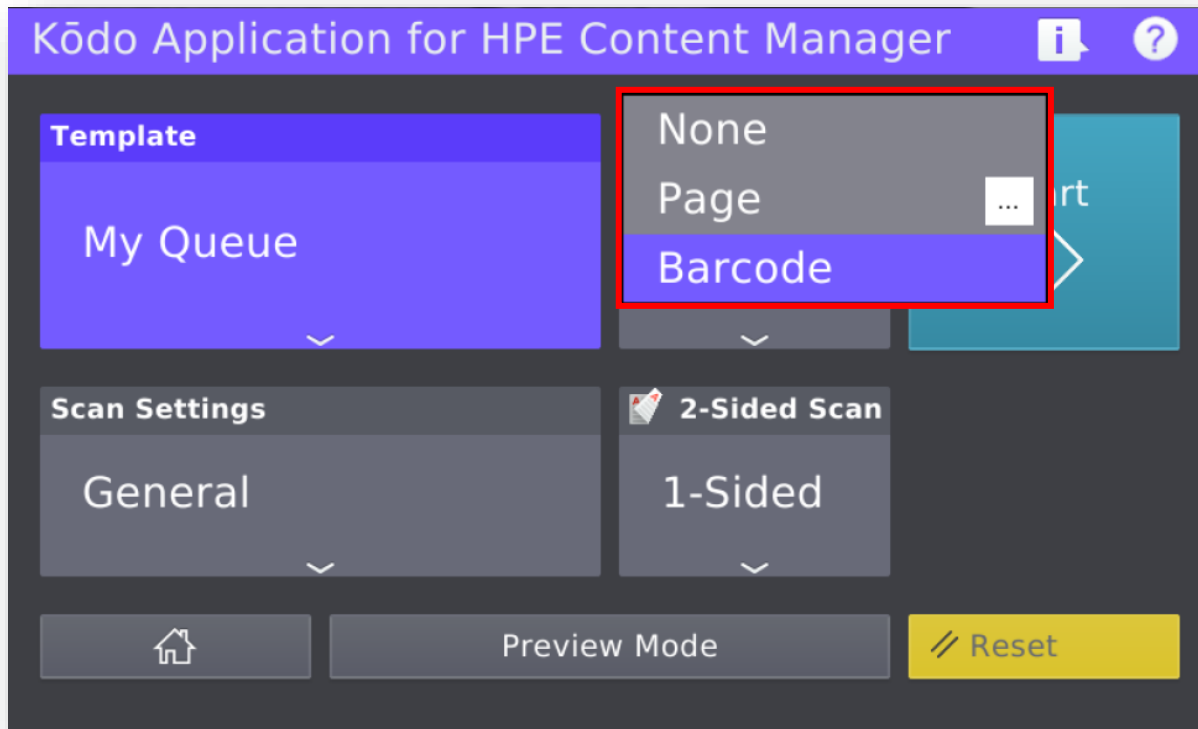 Kōdo Application for HPE Content Manager
i
?
Template
My Queue
None
Page
...
Barcode
rt
Scan Settings
General
2-Sided Scan
1-Sided
Preview Mode
Reset